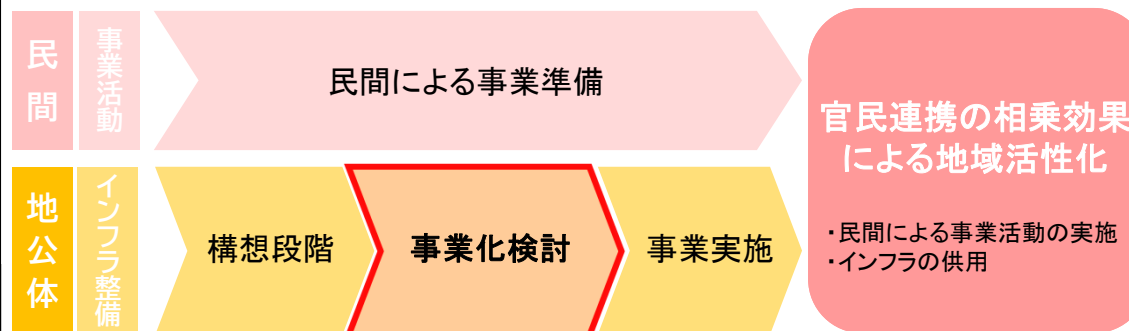 民間
事業活動
民間による事業準備
地公体
インフラ整備
構想段階
事業化検討
事業実施
官民連携の相乗効果
による地域活性化
・民間による事業活動の実施
・インフラの供用